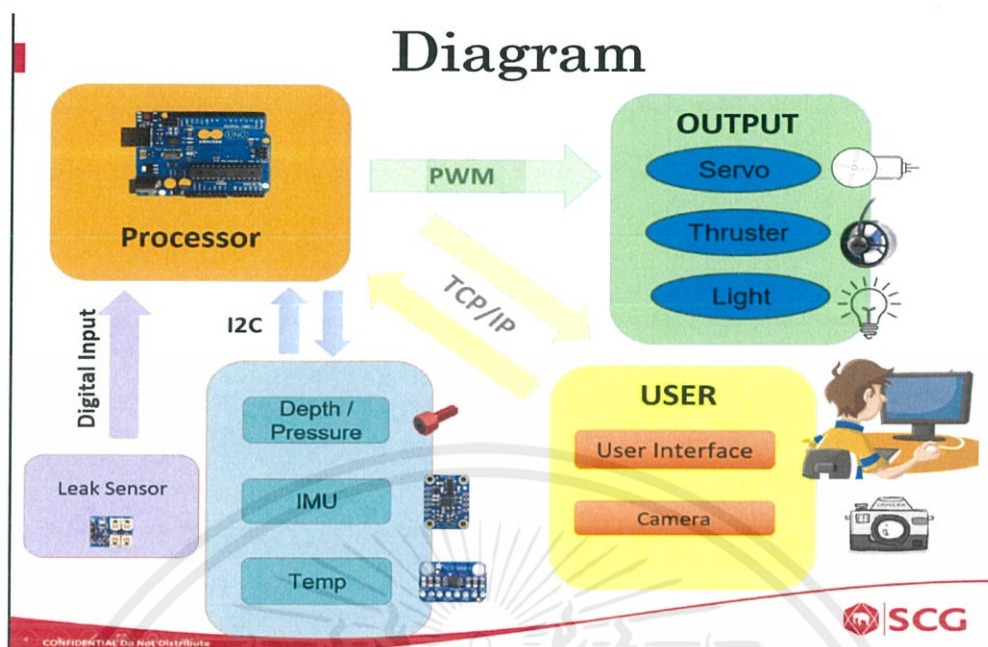 Diagram
Processor
PWM
OUTPUT
Servo
Thruster
Light
TCP/IP
Digital Input
I2C
Leak Sensor
Depth /
Pressure
IMU
Temp
USER
User Interface
Camera
CONFIDENTIAL Do Not Distribute
SCG